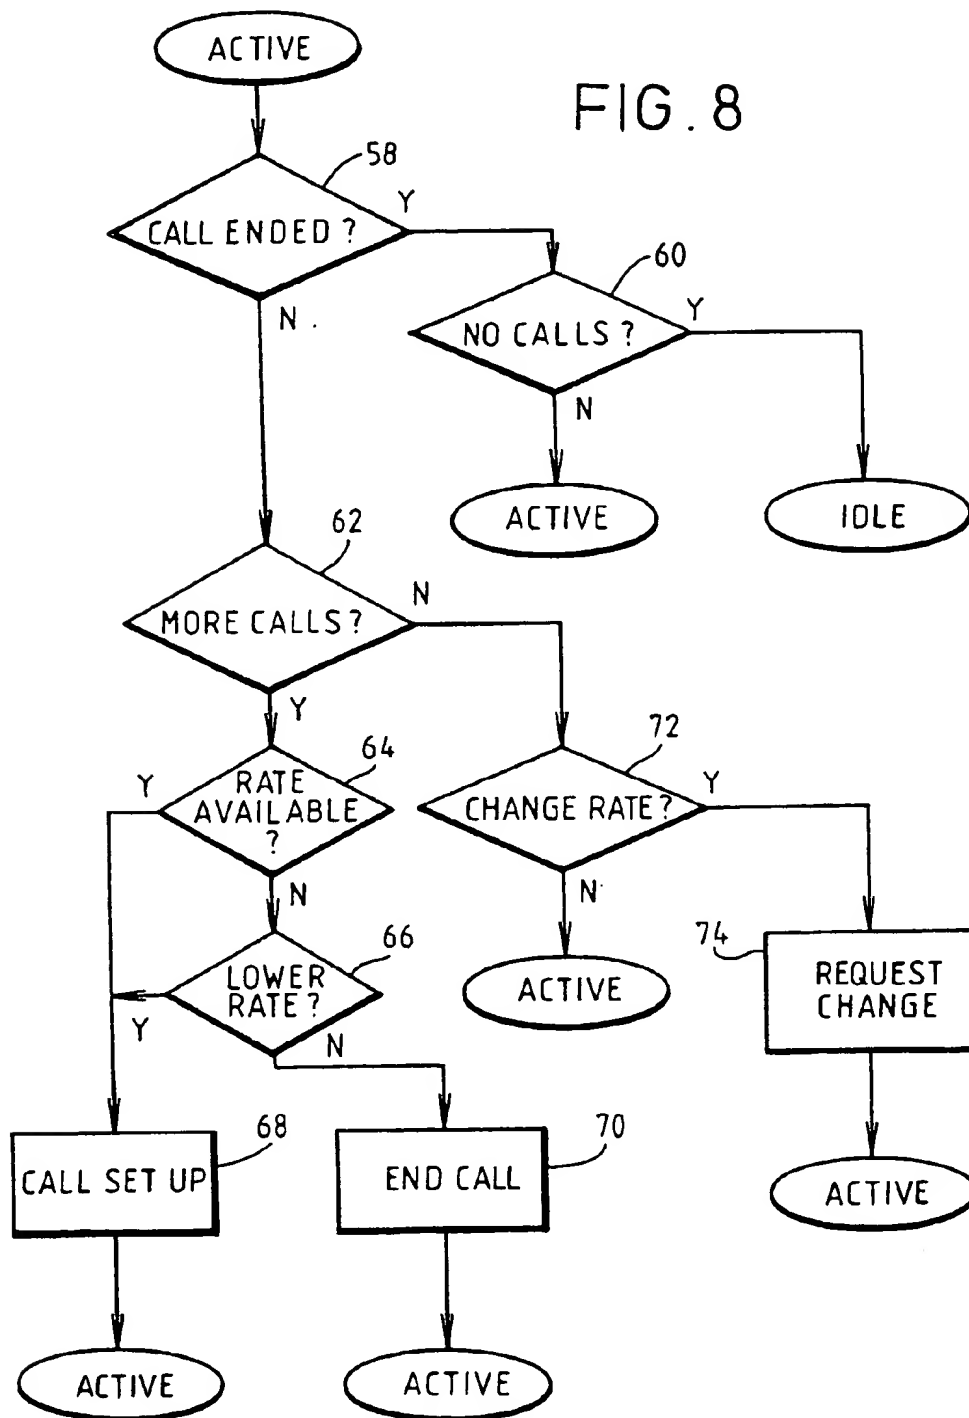 ACTIVE
FIG. 8
58
CALL ENDED ?
Y
N
60
NO CALLS ?
Y
N
ACTIVE
IDLE
62
MORE CALLS ?
N
Y
64
RATE
AVAILABLE
?
Y
N
72
CHANGE RATE ?
Y
N
66
LOWER
RATE ?
Y
N
ACTIVE
74
REQUEST
CHANGE
68
CALL SET UP
70
END CALL
ACTIVE
ACTIVE
ACTIVE